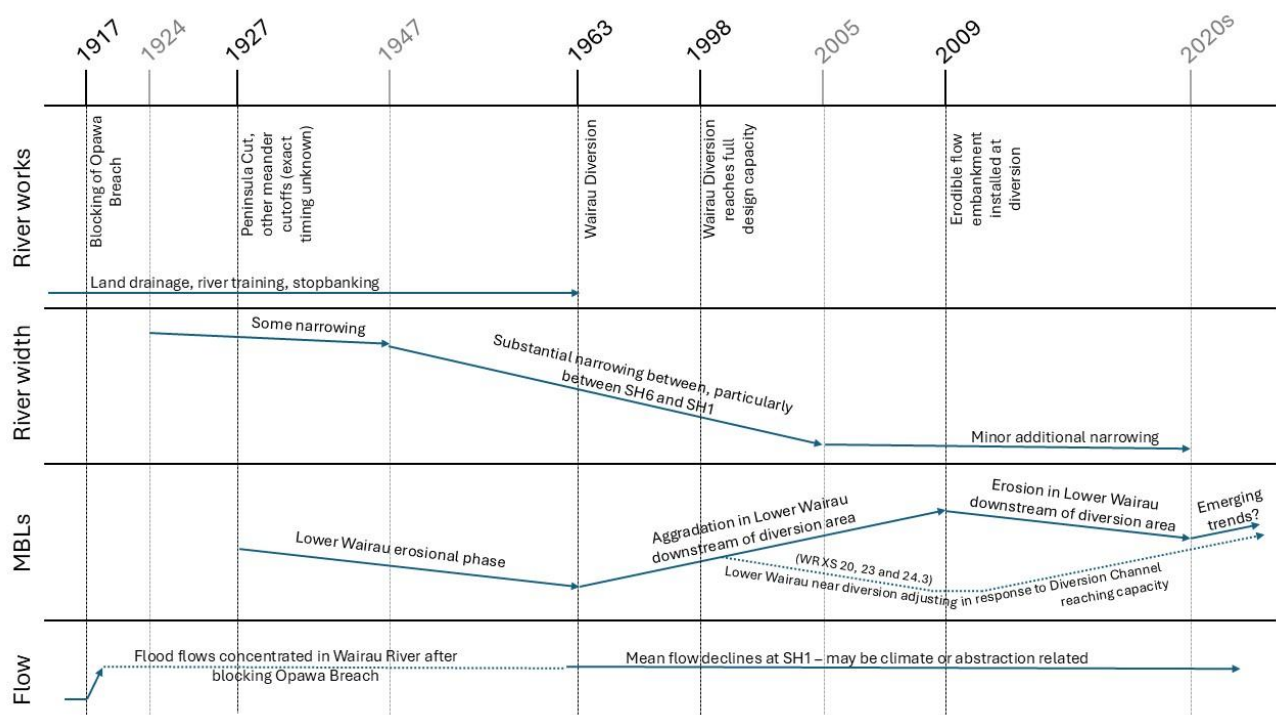 1917
1924
1927
1947
1963
1998
2005
2009
2020s
River works
Blocking of Opawa
Breach
Peninsula Cut,
other meander
cutoffs (exact
timing unknown)
Wairau Diversion
Wairau Diversion
reaches full
design capacity
Erodible flow
embankment
installed at
diversion
Land drainage, river training, stopbanking
River width
Some narrowing
Substantial narrowing between, particularly
between SH6 and SH1
Minor additional narrowing
MBLs
Lower Wairau erosional phase
Aggradation in Lower Wairau
downstream of diversion area
Erosion in Lower Wairau
downstream of diversion area
Emerging
trends?
(WRXS 20, 23 and 24.3)
Lower Wairau near diversion adjusting in response to Diversion Channel
reaching capacity
Flow
Flood flows concentrated in Wairau River after
blocking Opawa Breach
Mean flow declines at SH1 – may be climate or abstraction related